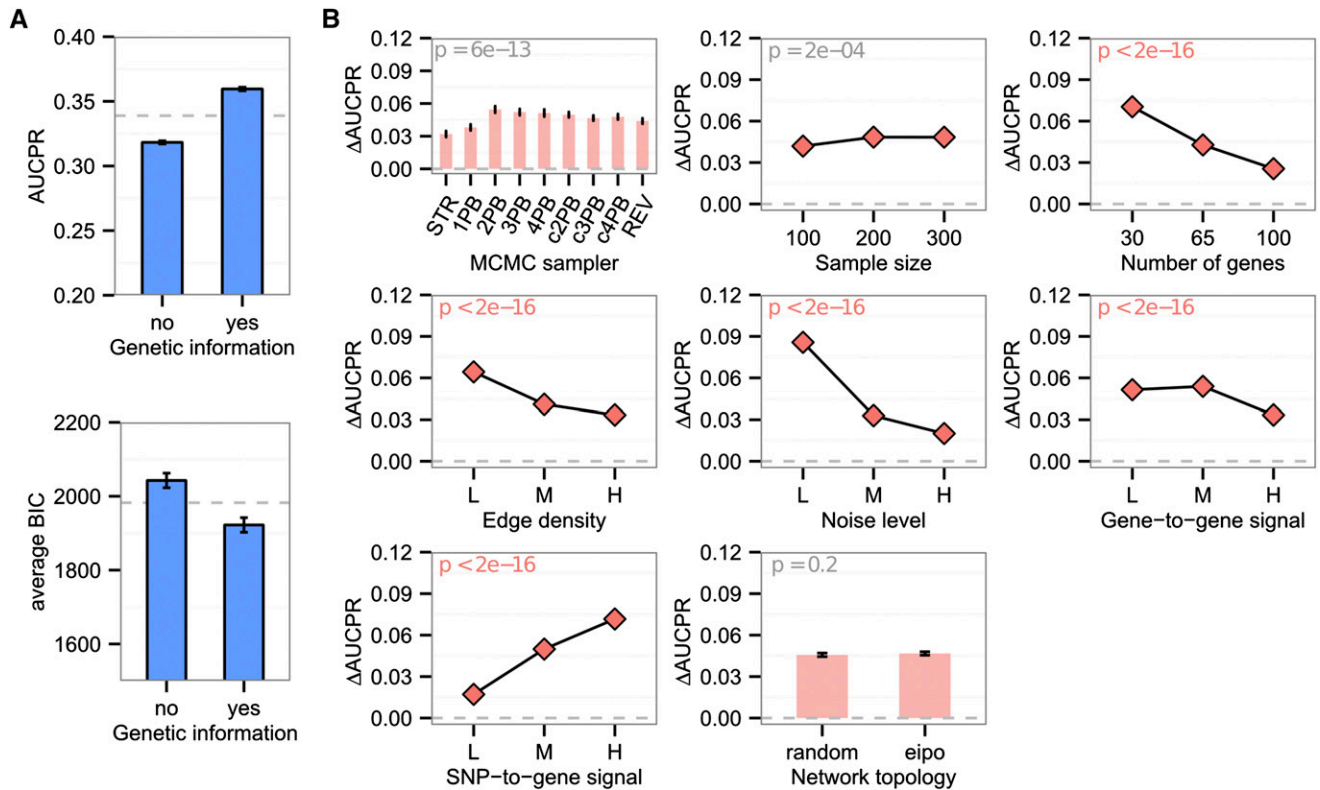 A
B
0.40
0.35
0.30
0.25
0.20
AUCPR
no yes
Genetic information
2200
2000
1800
1600
average BIC
no yes
Genetic information
p = 6e−13
0.12
0.09
0.06
0.03
0.00
ΔAUCPR
STR 1PB 2PB 3PB 4PB c2PB c3PB c4PB REV
MCMC sampler
p = 2e−04
0.12
0.09
0.06
0.03
0.00
ΔAUCPR
100 200 300
Sample size
p < 2e−16
0.12
0.09
0.06
0.03
0.00
ΔAUCPR
30 65 100
Number of genes
p < 2e−16
0.12
0.09
0.06
0.03
0.00
ΔAUCPR
L M H
Edge density
p < 2e−16
0.12
0.09
0.06
0.03
0.00
ΔAUCPR
L M H
Noise level
p < 2e−16
0.12
0.09
0.06
0.03
0.00
ΔAUCPR
L M H
Gene−to−gene signal
p < 2e−16
0.12
0.09
0.06
0.03
0.00
ΔAUCPR
L M H
SNP−to−gene signal
p = 0.2
0.12
0.09
0.06
0.03
0.00
ΔAUCPR
random eipo
Network topology